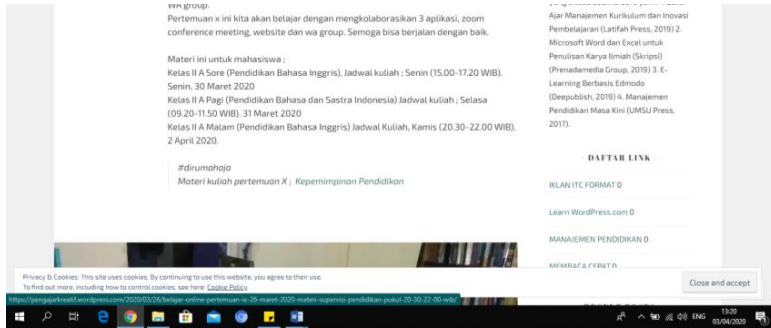 WA group.
Pertemuan x ini kita akan belajar dengan mengkolaborasikan 3 aplikasi, zoom
conference meeting, website dan wa group. Semoga bisa berjalan dengan baik.
Materi ini untuk mahasiswa ;
Kelas II A Sore (Pendidikan Bahasa Inggris), Jadwal kuliah ; Senin (15.00-17.20 WIB).
Senin, 30 Maret 2020
Kelas II A Pagi (Pendidikan Bahasa dan Sastra Indonesia) Jadwal kuliah ; Selasa
(09.20-11.50 WIB). 31 Maret 2020
Kelas II A Malam (Pendidikan Bahasa Inggris) Jadwal Kuliah, Kamis (20.30-22.00 WIB),
2 April 2020.
#dirumahaja
Materi kuliah pertemuan X ; Kepemimpinan Pendidikan
Ajar Manajemen Kurikulum dan Inovasi
Pembelajaran (Latifah Press, 2019) 2.
Microsoft Word dan Excel untuk
Penulisan Karya Ilmiah (Skripsi)
(Prenadamedia Group, 2019) 3. E-
Learning Berbasis Edmodo
(Deepublish, 2019) 4. Manajemen
Pendidikan Masa Kini (UMSU Press,
2017).
DAFTAR LINK
IKLAN ITC FORMAT 0
Learn WordPress.com 0
MANAJEMEN PENDIDIKAN 0
MEMBACA CEPAT 0
Privacy & Cookies: This site uses cookies. By continuing to use this website, you agree to their use.
To find out more, including how to control cookies, see here: Cookie Policy
Close and accept
https://pengajarkreatif.wordpress.com/2020/03/26/belajar-online-pertemuan-ix-26-maret-2020-materi-supervisi-pendidikan-pukul-20-30-22-00-wib/
ENG
13:20
03/04/2020